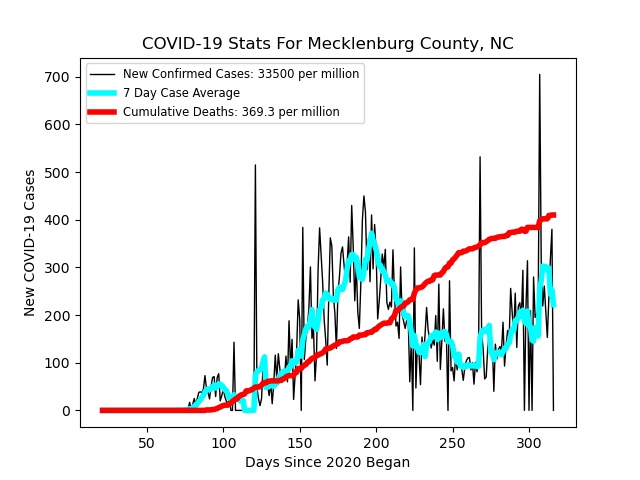 COVID-19 Stats For Mecklenburg County, NC
New Confirmed Cases: 33500 per million
7 Day Case Average
Cumulative Deaths: 369.3 per million
New COVID-19 Cases
700
600
500
400
300
200
100
0
50 100 150 200 250 300
Days Since 2020 Began